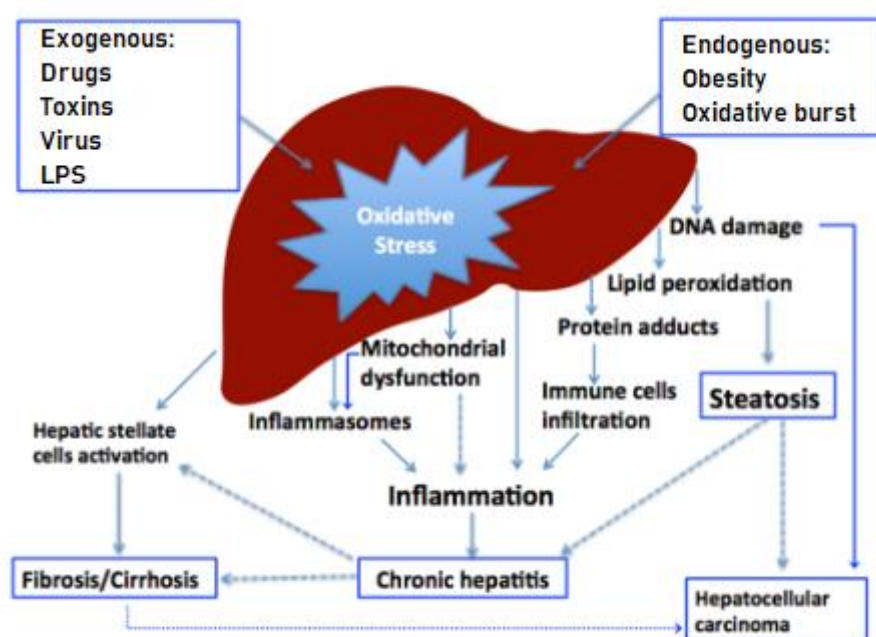 Exogenous:
Drugs
Toxins
Virus
LPS
Endogenous:
Obesity
Oxidative burst
Oxidative
Stress
DNA damage
Lipid peroxidation
Protein adducts
Mitochondrial
dysfunction
Immune cells
infiltration
Steatosis
Inflammasomes
Hepatic stellate
cells activation
Inflammation
Fibrosis/Cirrhosis
Chronic hepatitis
Hepatocellular
carcinoma